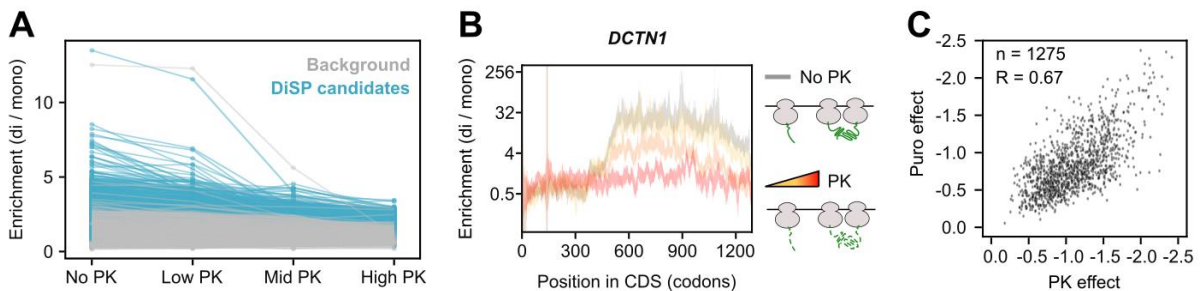 A
Enrichment (di / mono)
10
5
0
Background
DiSP candidates
No PK
Low PK
Mid PK
High PK
B
DCTN1
Enrichment (di / mono)
256
32
4
0.5
0
300
600
900
1200
Position in CDS (codons)
No PK
PK
C
Puro effect
-2.5
-2.0
-1.5
-1.0
-0.5
0.0
n = 1275
R = 0.67
0.0
-0.5
-1.0
-1.5
-2.0
-2.5
PK effect